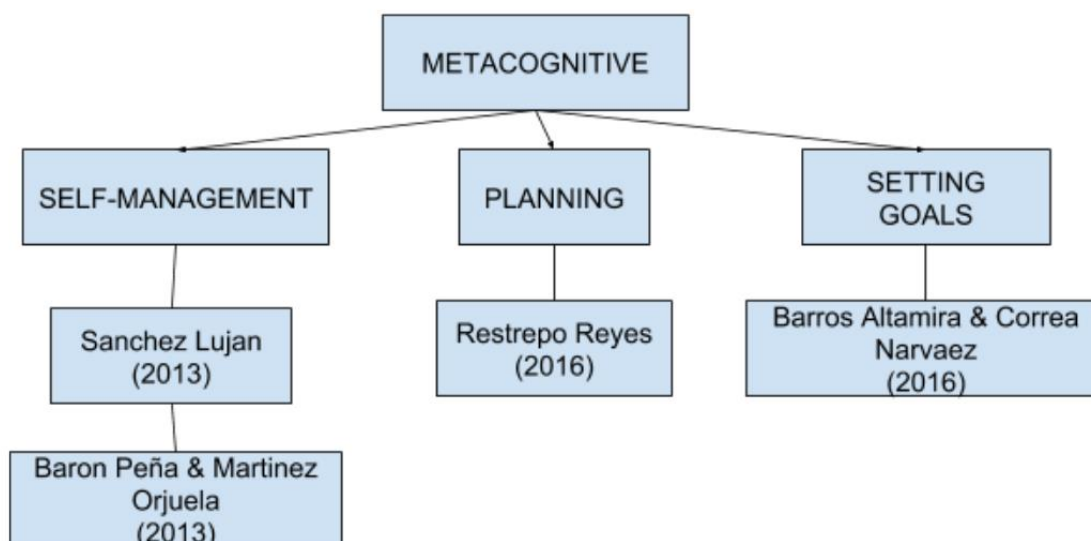 METACOGNITIVE
SELF-MANAGEMENT
PLANNING
SETTING
GOALS
Sanchez Lujan
(2013)
Restrepo Reyes
(2016)
Barros Altamira & Correa
Narvaez
(2016)
Baron Peña & Martinez
Orjuela
(2013)